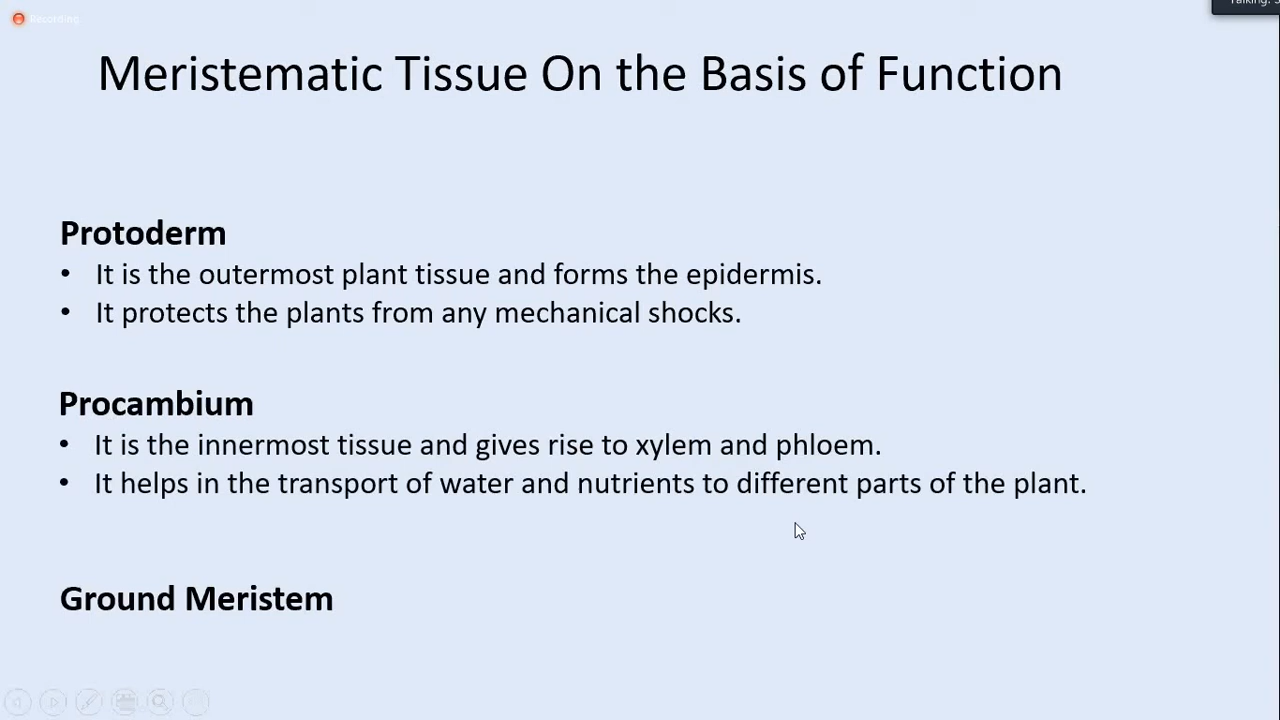 Recording
Talking:
Meristematic Tissue On the Basis of Function
Protoderm
• It is the outermost plant tissue and forms the epidermis.
• It protects the plants from any mechanical shocks.
Procambium
• It is the innermost tissue and gives rise to xylem and phloem.
• It helps in the transport of water and nutrients to different parts of the plant.
Ground Meristem